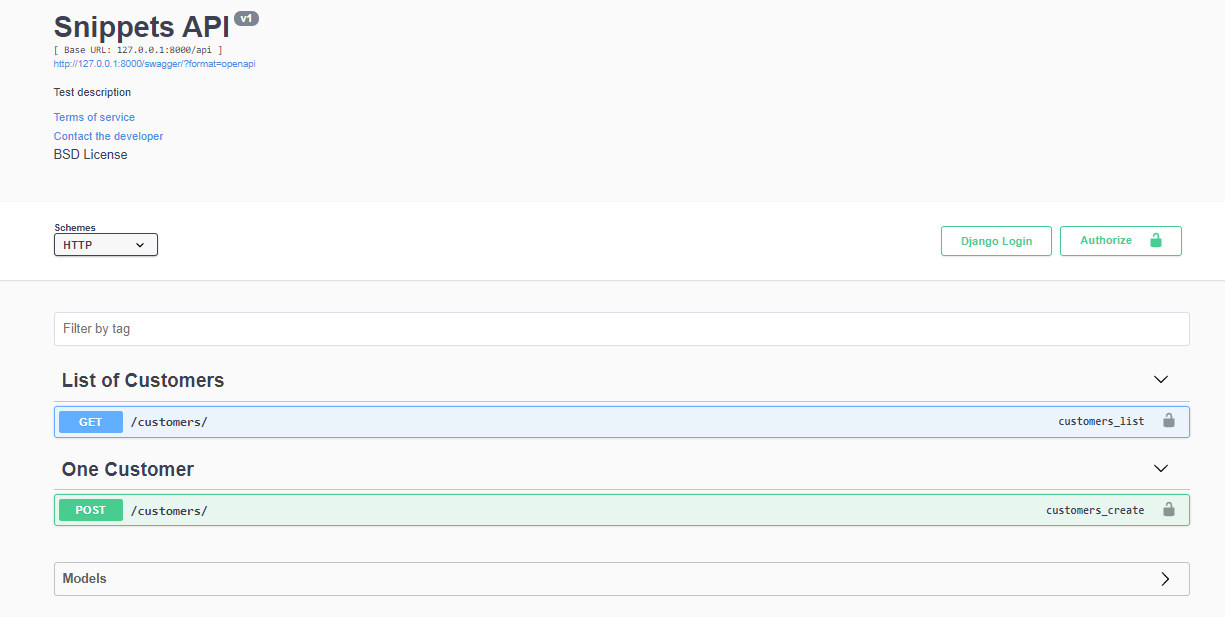 Snippets API v1
[ Base URL: 127.0.0.1:8000/api ]
http://127.0.0.1:8000/swagger/?format=openapi
Test description
Terms of service
Contact the developer
BSD License
Schemes
HTTP
Django Login
Authorize
Filter by tag
List of Customers
GET /customers/ customers_list
One Customer
POST /customers/ customers_create
Models